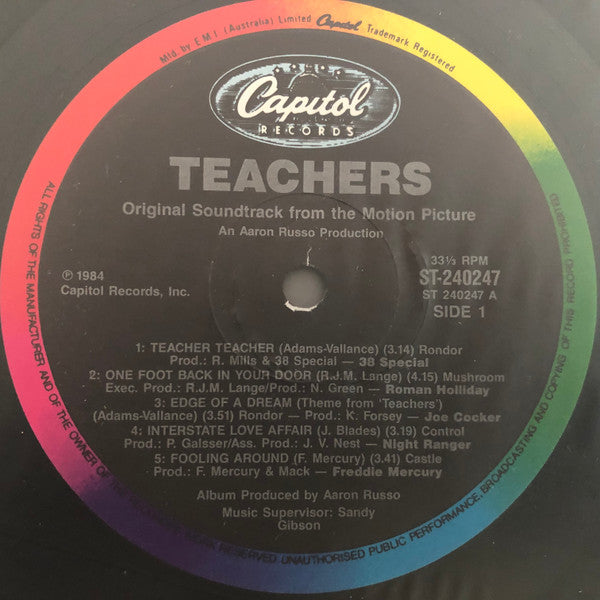 Mfd. by E M I (Australia) Limited Capitol Trademark Registered
Capitol
RECORDS
TEACHERS
Original Soundtrack from the Motion Picture
An Aaron Russo Production
℗ 1984
Capitol Records, Inc.
33⅓ RPM
ST-240247
ST 240247 A
SIDE 1
1: TEACHER TEACHER (Adams-Vallance) (3.14) Rondor
Prod.: R. Mills & 38 Special — 38 Special
2: ONE FOOT BACK IN YOUR DOOR (R.J.M. Lange) (4.15) Mushroom
Exec. Prod.: R.J.M. Lange/Prod.: N. Green - Roman Holliday
3: EDGE OF A DREAM (Theme from 'Teachers')
(Adams-Vallance) (3.51) Rondor — Prod.: K. Forsey - Joe Cocker
4: INTERSTATE LOVE AFFAIR (J. Blades) (3.19) Control
Prod.: P. Galsser/Ass. Prod.: J. V. Nest — Night Ranger
5: FOOLING AROUND (F. Mercury) (3.41) Castle
Prod.: F. Mercury & Mack — Freddie Mercury
Album Produced by Aaron Russo
Music Supervisor: Sandy
Gibson
ALL RIGHTS OF THE MANUFACTURER AND OF THE OWNER OF THE RECORDED WORK RESERVED UNAUTHORISED PUBLIC PERFORMANCE, BROADCASTING AND COPYING OF THIS RECORD PROHIBITED